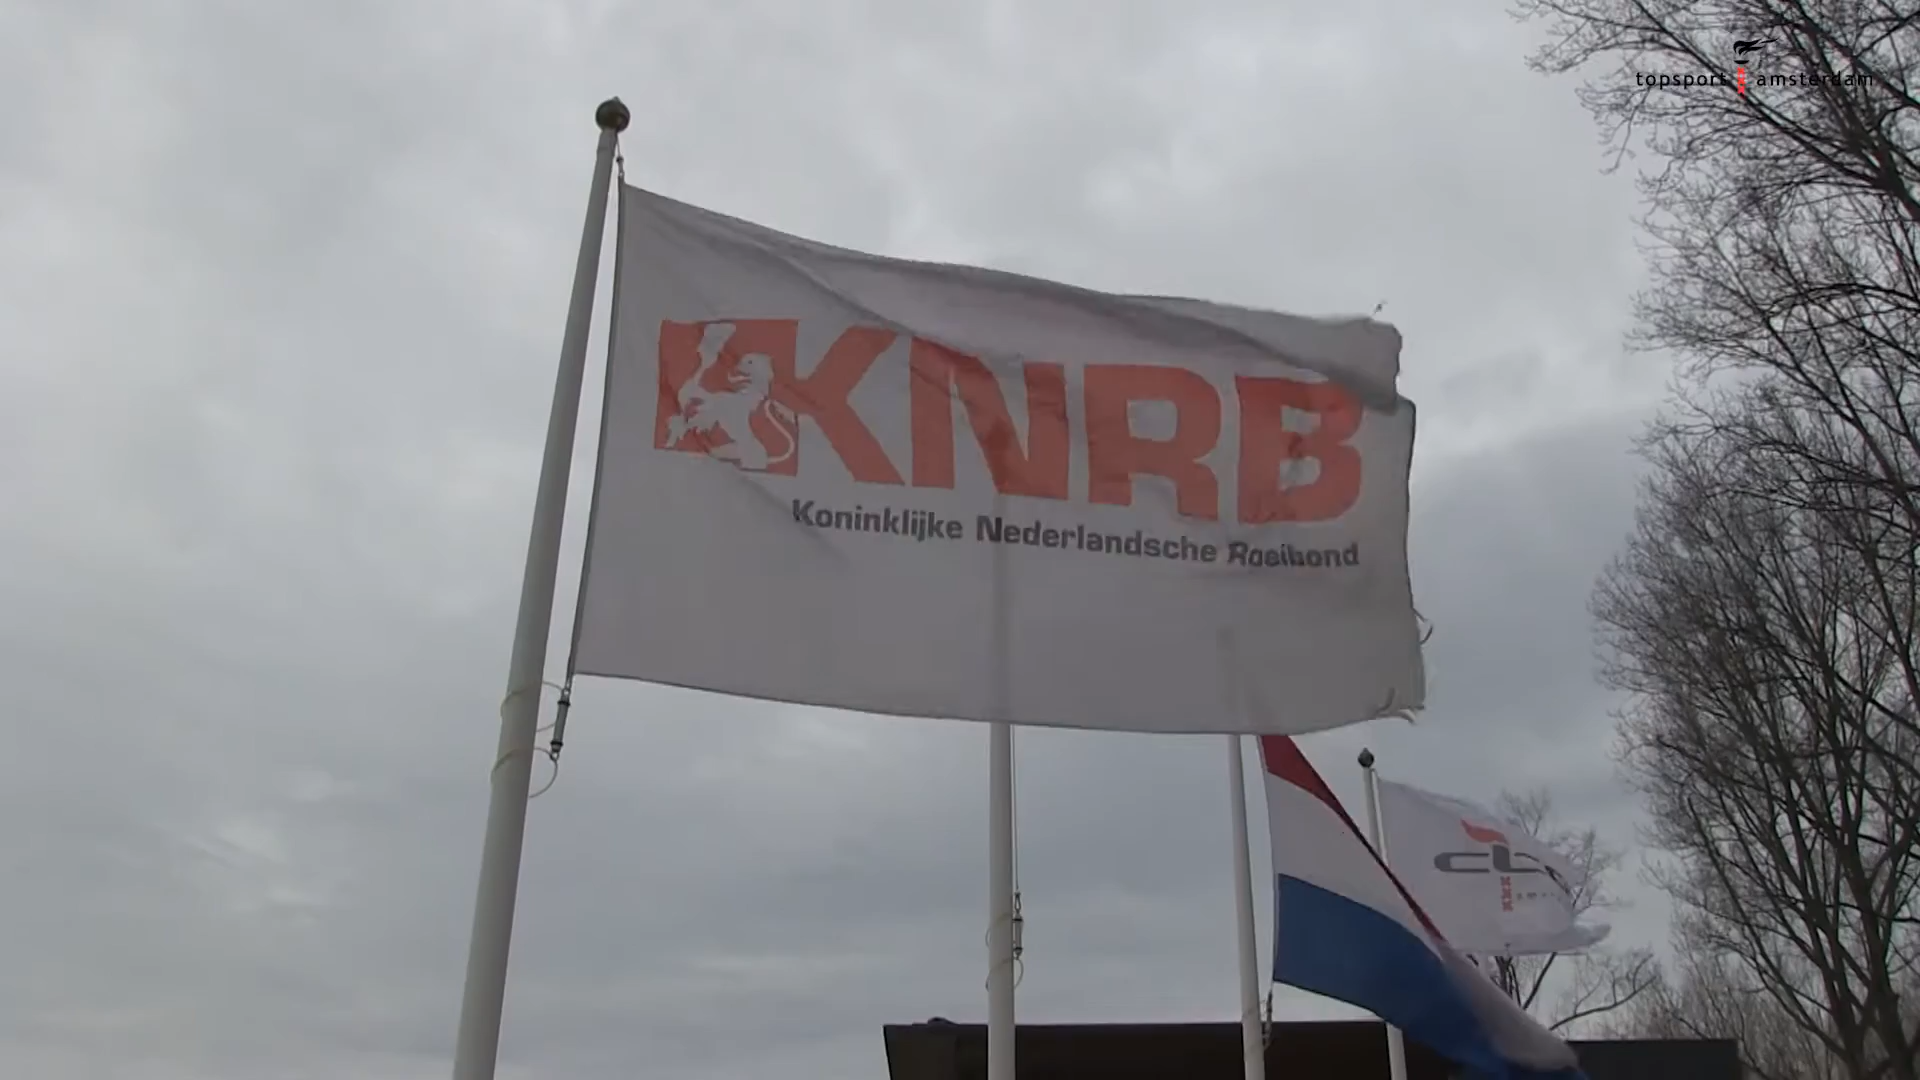 topsport amsterdam
KNRB
Koninklijke Nederlandsche Roeibond